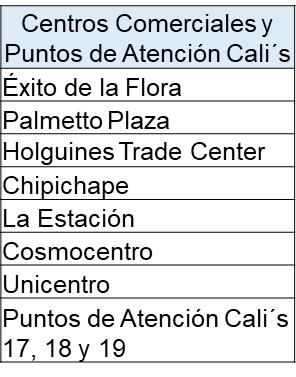 Centros Comerciales y
Puntos de Atención Cali´s
Éxito de la Flora
Palmetto Plaza
Holguines Trade Center
Chipichape
La Estación
Cosmocentro
Unicentro
Puntos de Atención Cali´s
17, 18 y 19